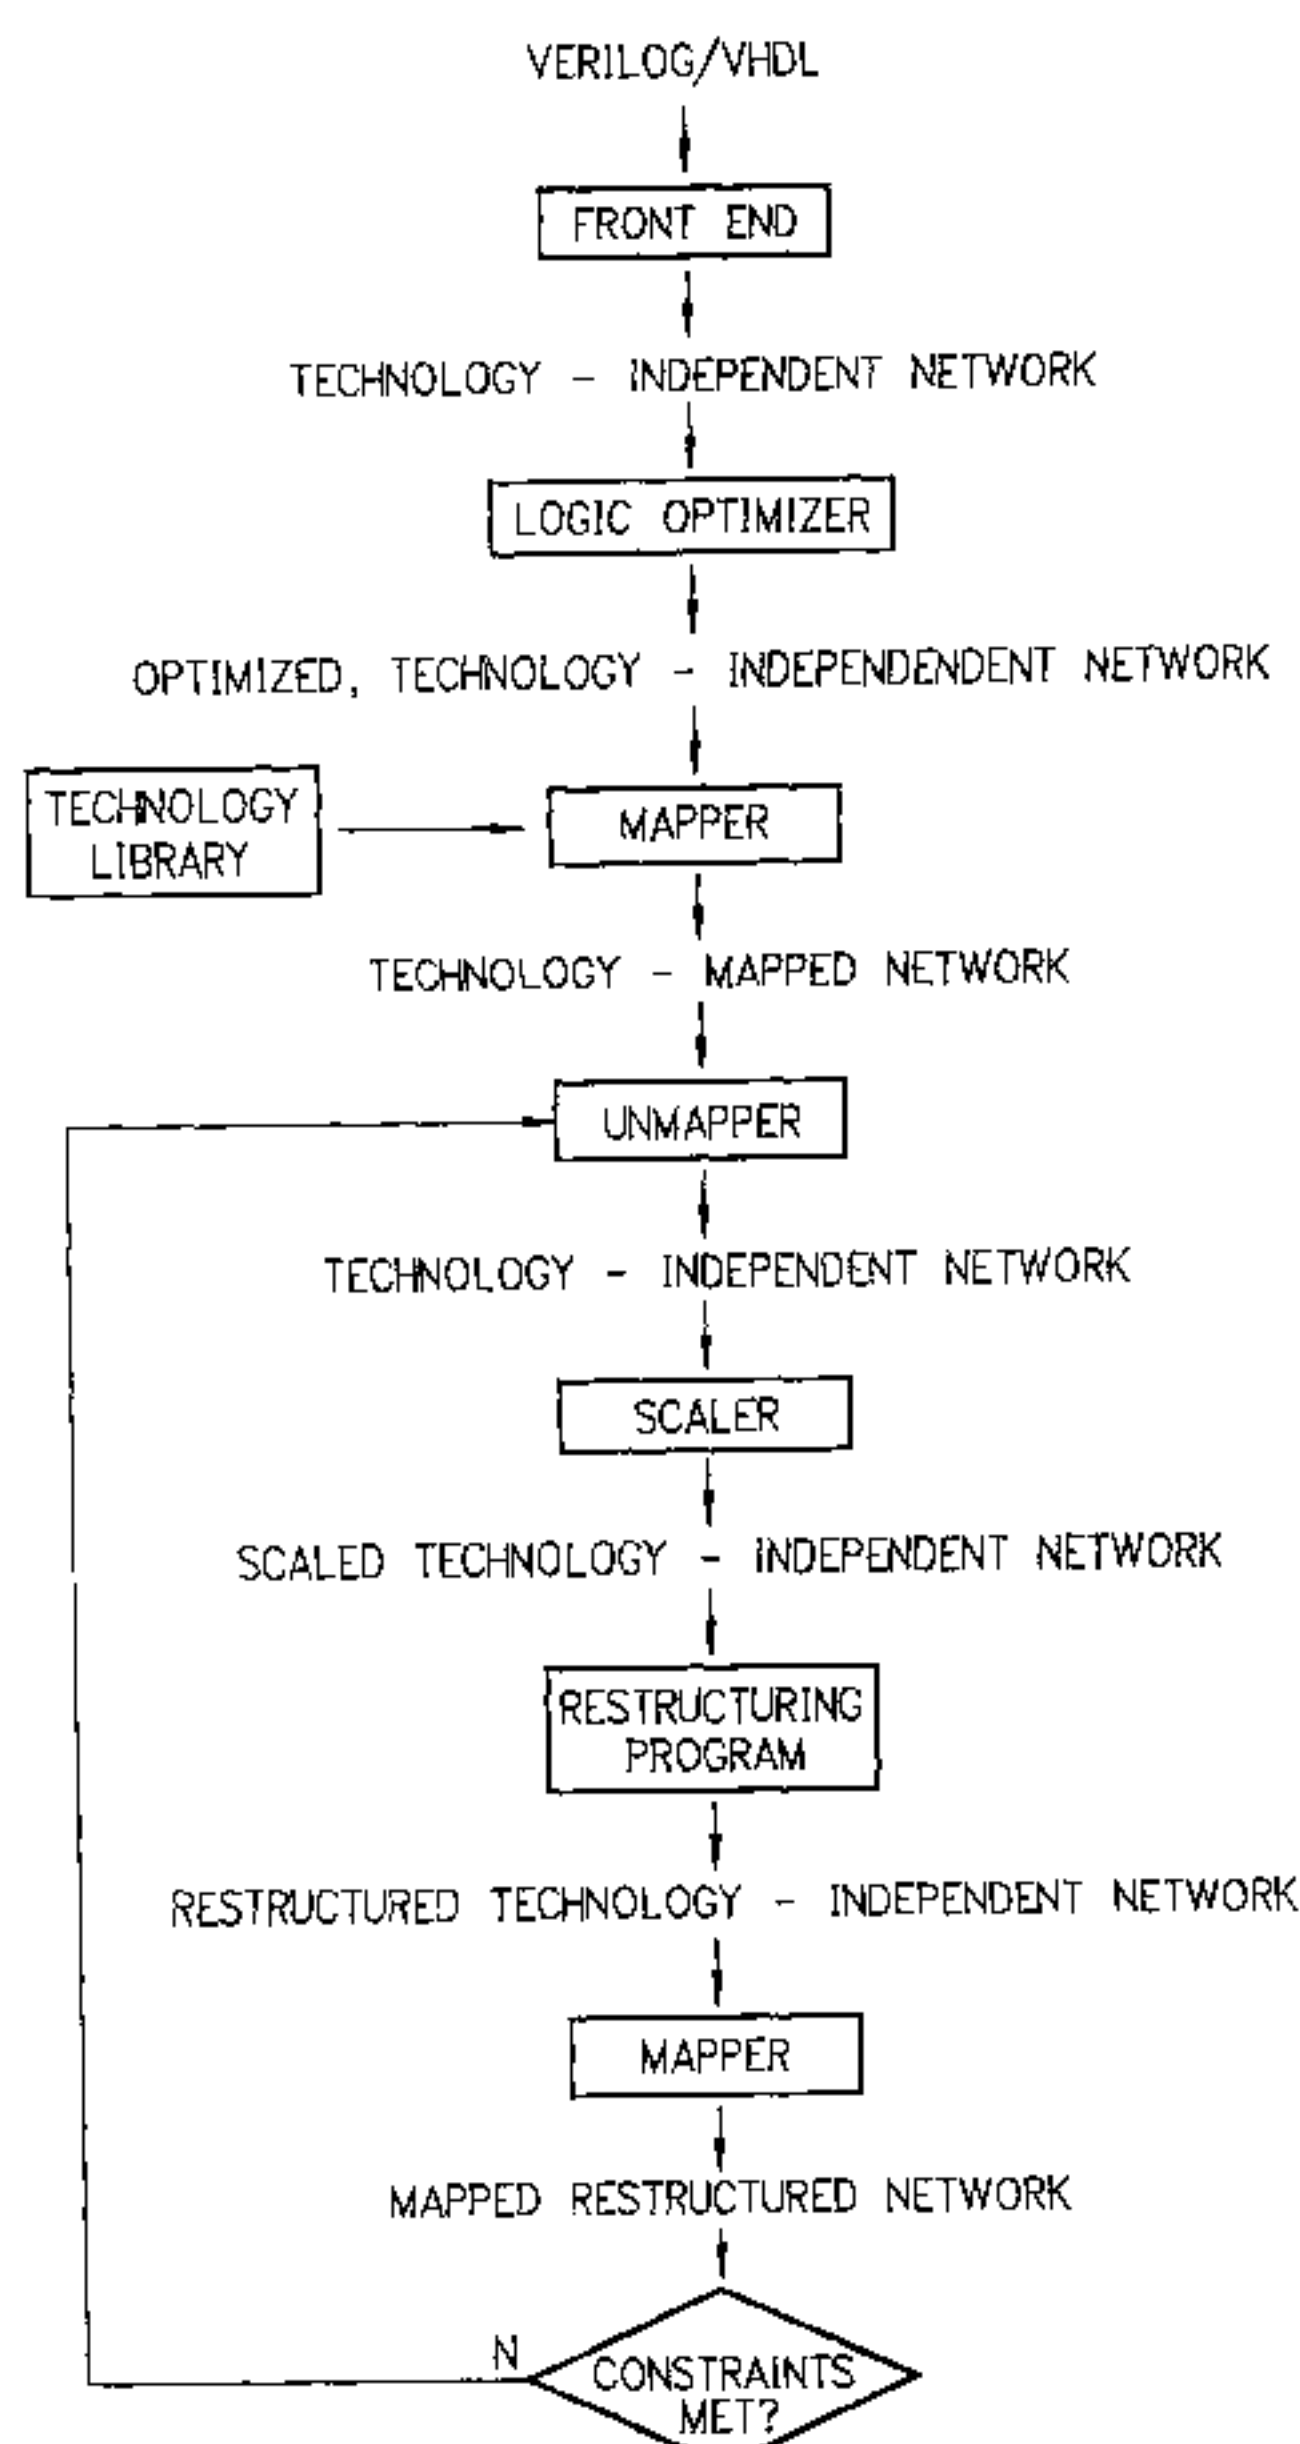 VERILOG/VHDL
FRONT END
TECHNOLOGY - INDEPENDENT NETWORK
LOGIC OPTIMIZER
OPTIMIZED, TECHNOLOGY - INDEPENDENDENT NETWORK
TECHNOLOGY
LIBRARY
MAPPER
TECHNOLOGY - MAPPED NETWORK
UNMAPPER
TECHNOLOGY - INDEPENDENT NETWORK
SCALER
SCALED TECHNOLOGY - INDEPENDENT NETWORK
RESTRUCTURING
PROGRAM
RESTRUCTURED TECHNOLOGY - INDEPENDENT NETWORK
MAPPER
MAPPED RESTRUCTURED NETWORK
N
CONSTRAINTS
MET?